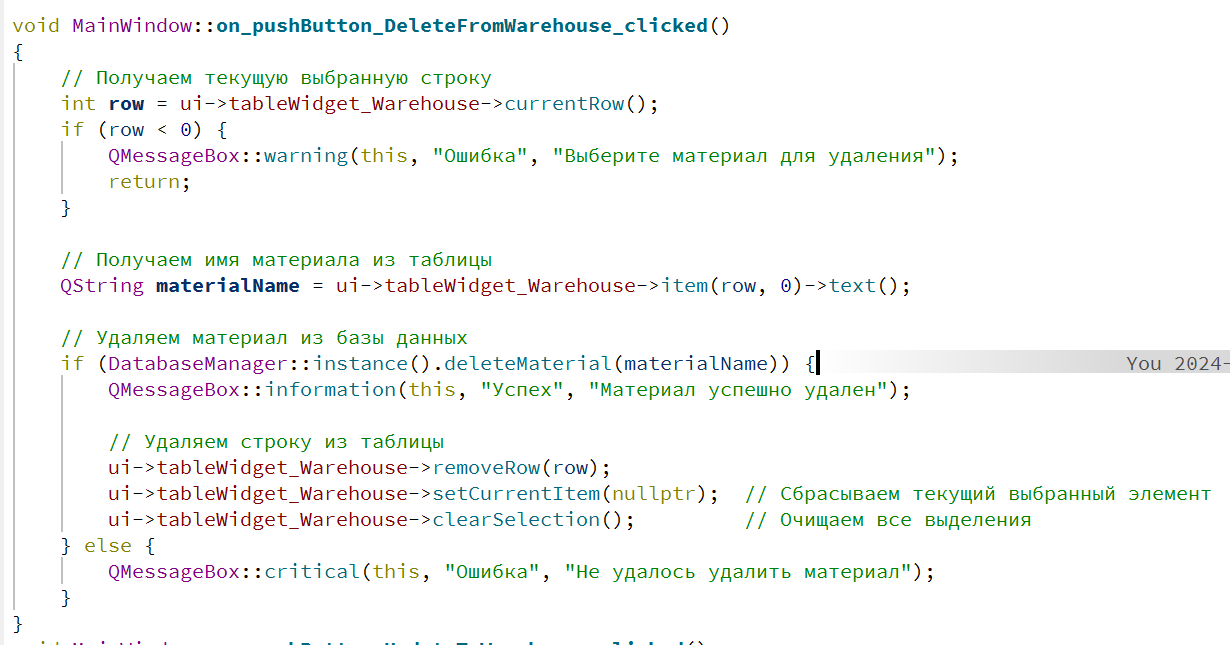 void MainWindow::on_pushButton_DeleteFromWarehouse_clicked()
{
    // Получаем текущую выбранную строку
    int row = ui->tableWidget_Warehouse->currentRow();
    if (row < 0) {
        QMessageBox::warning(this, "Ошибка", "Выберите материал для удаления");
        return;
    }

    // Получаем имя материала из таблицы
    QString materialName = ui->tableWidget_Warehouse->item(row, 0)->text();

    // Удаляем материал из базы данных
    if (DatabaseManager::instance().deleteMaterial(materialName)) { You 2024-
        QMessageBox::information(this, "Успех", "Материал успешно удален");

        // Удаляем строку из таблицы
        ui->tableWidget_Warehouse->removeRow(row);
        ui->tableWidget_Warehouse->setCurrentItem(nullptr);  // Сбрасываем текущий выбранный элемент
        ui->tableWidget_Warehouse->clearSelection();         // Очищаем все выделения
    } else {
        QMessageBox::critical(this, "Ошибка", "Не удалось удалить материал");
    }
}